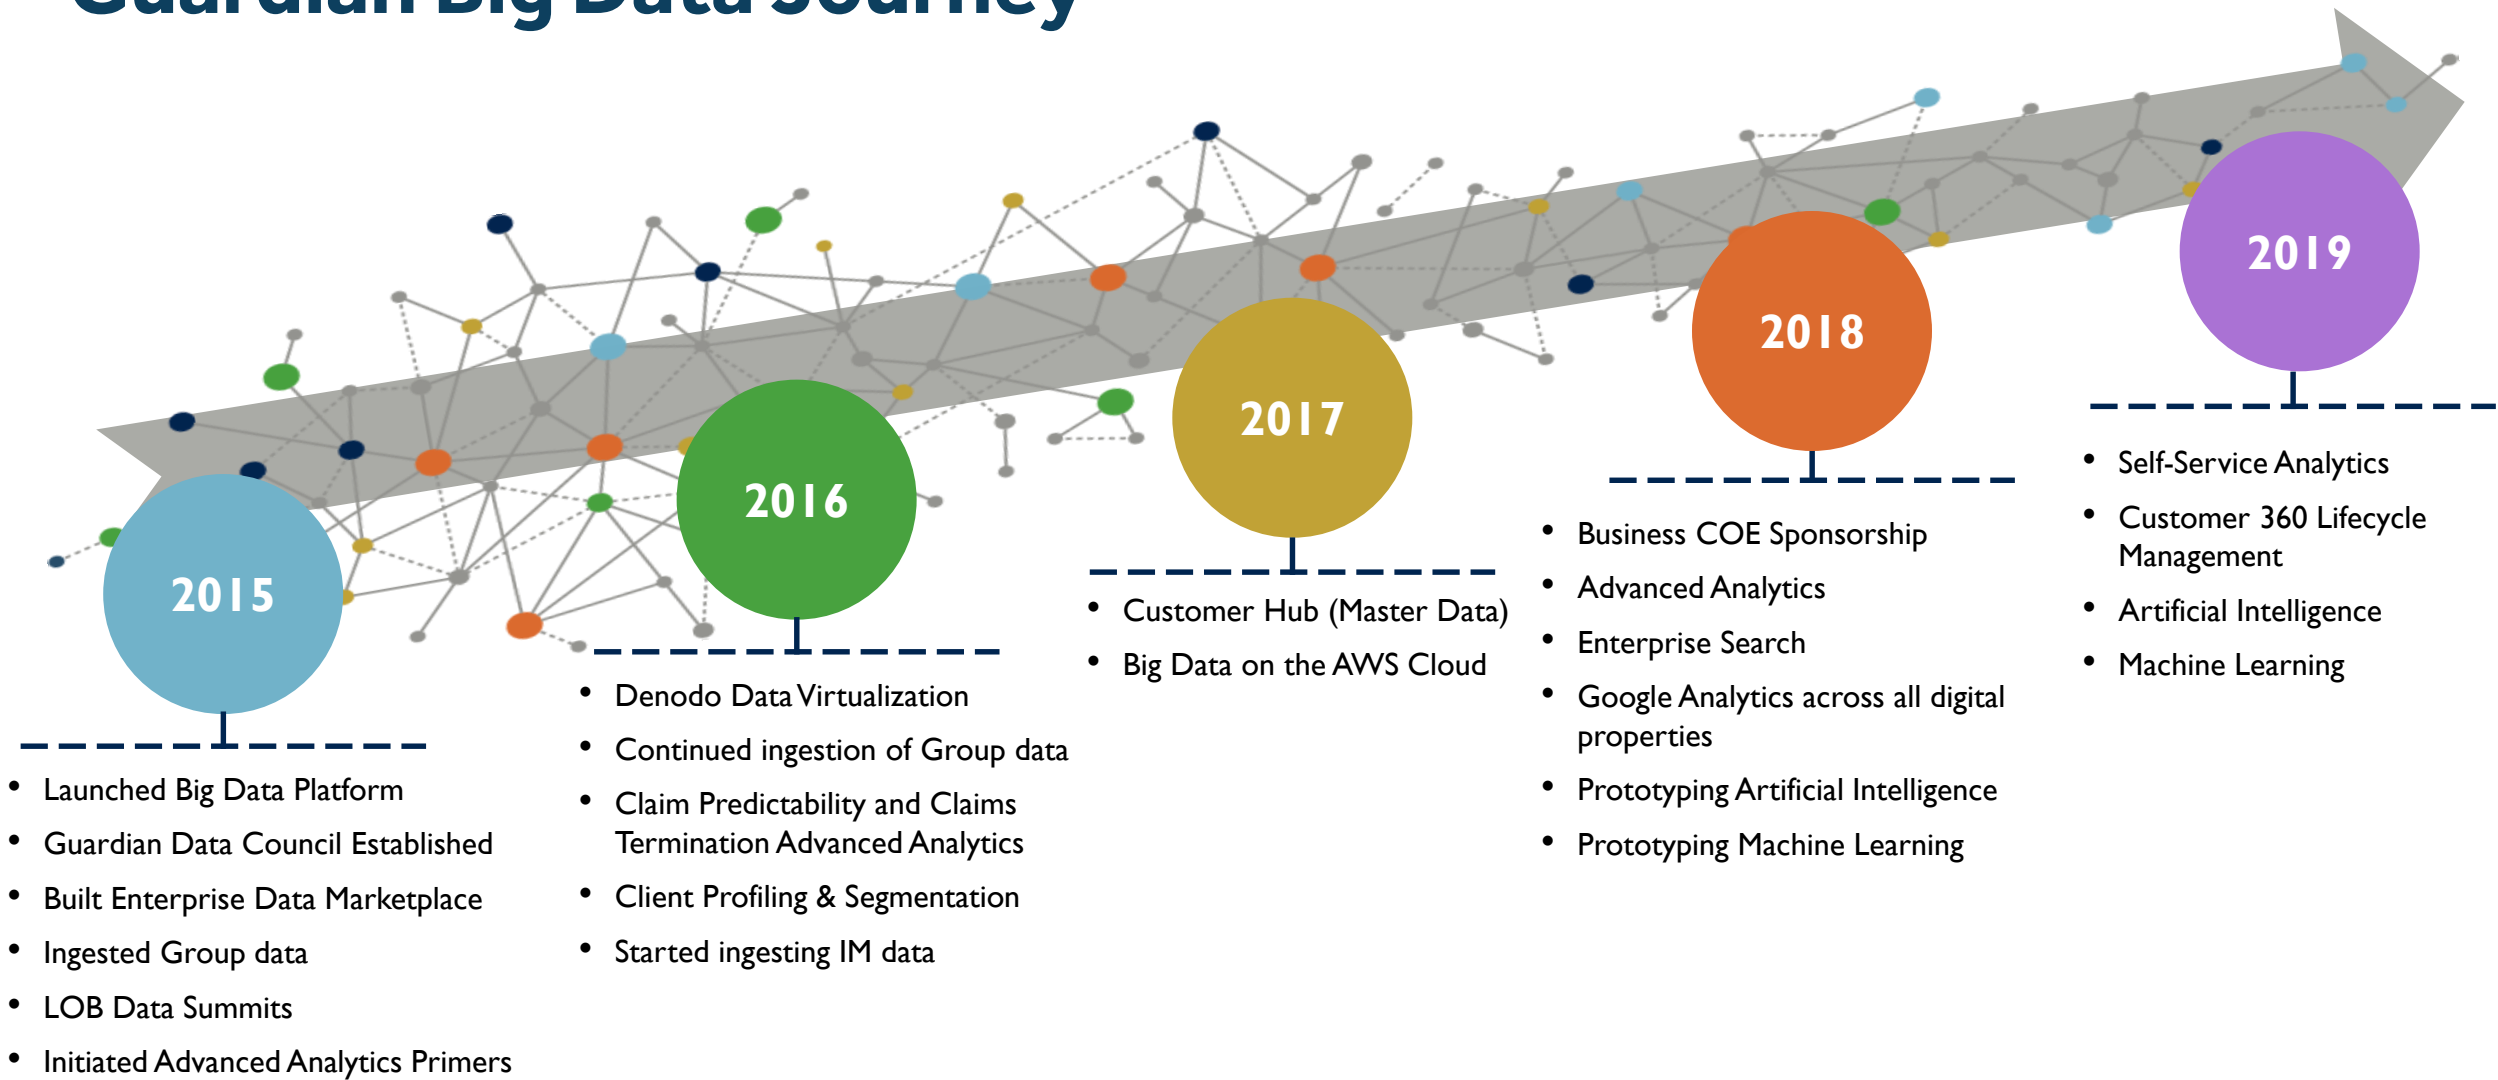 Guardian Big Data Journey
2015
• Launched Big Data Platform
• Guardian Data Council Established
• Built Enterprise Data Marketplace
• Ingested Group data
• LOB Data Summits
• Initiated Advanced Analytics Primers
2016
• Denodo Data Virtualization
• Continued ingestion of Group data
• Claim Predictability and Claims
Termination Advanced Analytics
• Client Profiling & Segmentation
• Started ingesting IM data
2017
• Customer Hub (Master Data)
• Big Data on the AWS Cloud
2018
• Business COE Sponsorship
• Advanced Analytics
• Enterprise Search
• Google Analytics across all digital
properties
• Prototyping Artificial Intelligence
• Prototyping Machine Learning
2019
• Self-Service Analytics
• Customer 360 Lifecycle
Management
• Artificial Intelligence
• Machine Learning